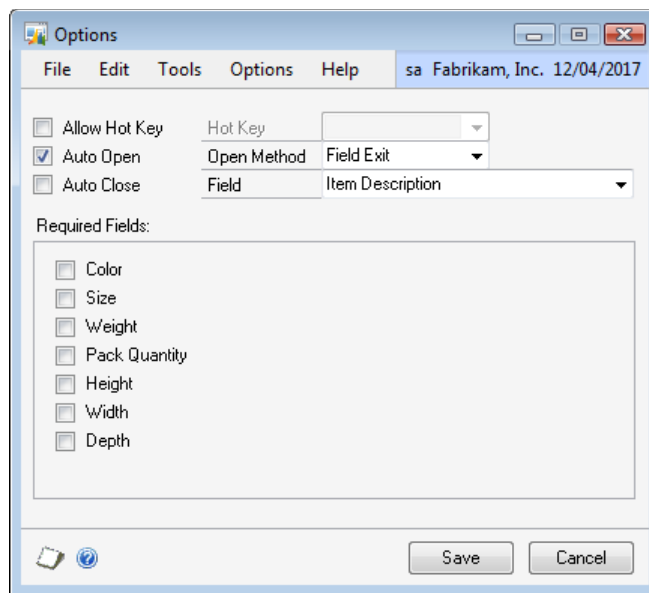 Options
File Edit Tools Options Help sa Fabrikam, Inc. 12/04/2017
Allow Hot Key Hot Key
Auto Open Open Method Field Exit
Auto Close Field Item Description
Required Fields:
Color
Size
Weight
Pack Quantity
Height
Width
Depth
Save Cancel